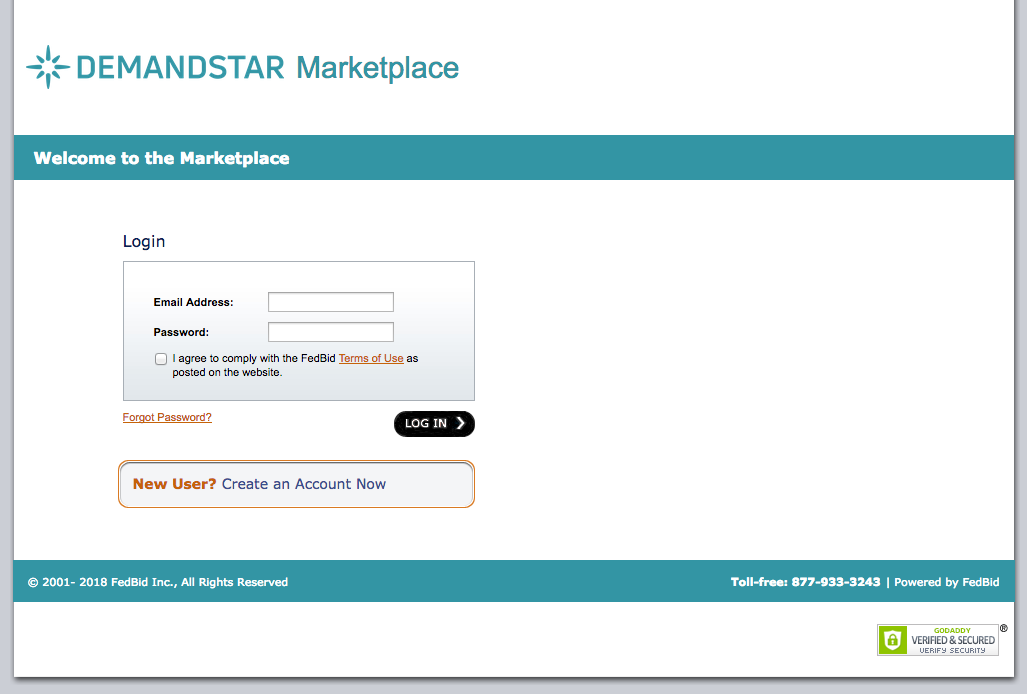 DEMANDSTAR Marketplace
Welcome to the Marketplace
Login
Email Address:
Password:
I agree to comply with the FedBid Terms of Use as
posted on the website.
Forgot Password?
LOG IN
New User? Create an Account Now
© 2001- 2018 FedBid Inc., All Rights Reserved
Toll-free: 877-933-3243 | Powered by FedBid
GODADDY
VERIFIED & SECURED
VERIFY SECURITY
®